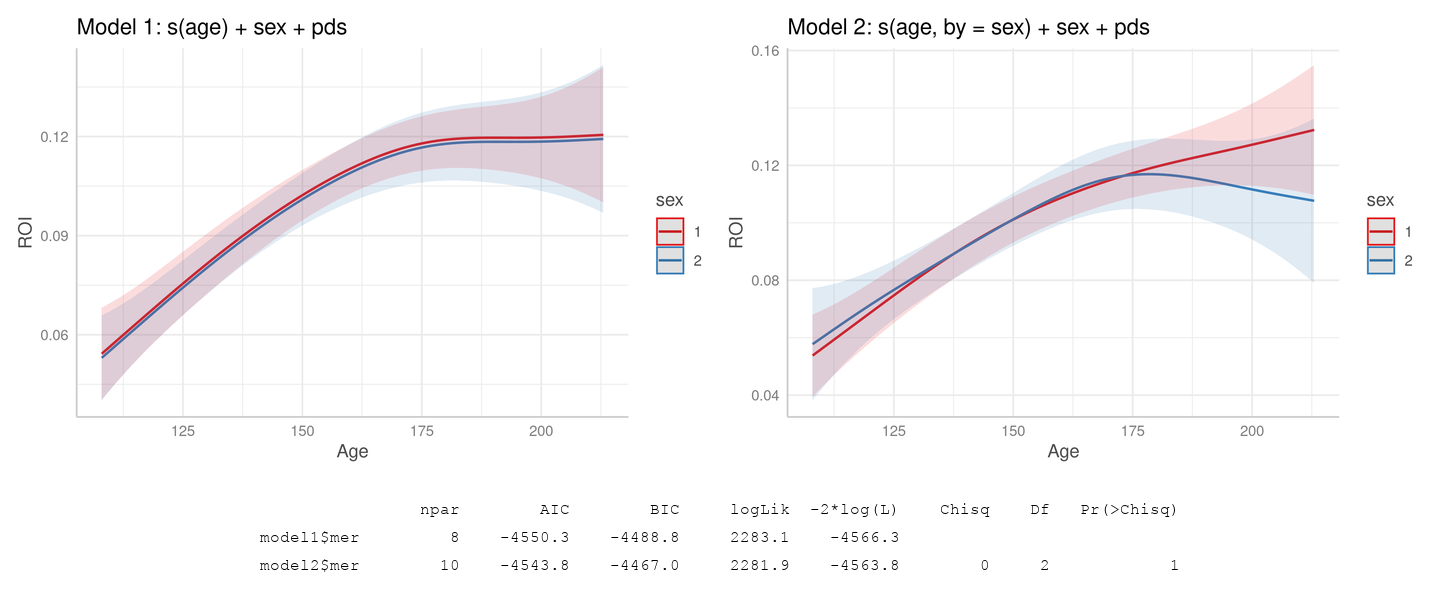 Model 1: s(age) + sex + pds
0.12
0.09
0.06
ROI
125 150 175 200
Age
sex
1
2
Model 2: s(age, by = sex) + sex + pds
0.16
0.12
0.08
0.04
ROI
125 150 175 200
Age
sex
1
2
npar AIC BIC logLik -2*log(L) Chisq Df Pr(>Chisq)
model1$mer 8 -4550.3 -4488.8 2283.1 -4566.3
model2$mer 10 -4543.8 -4467.0 2281.9 -4563.8 0 2 1